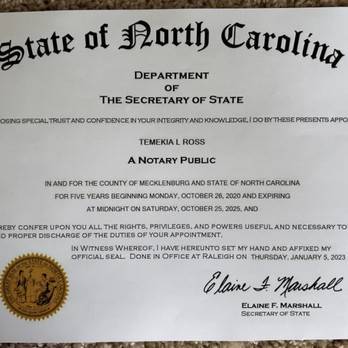 State of North Carolina
DEPARTMENT
OF
THE SECRETARY OF STATE
POSING SPECIAL TRUST AND CONFIDENCE IN YOUR INTEGRITY AND KNOWLEDGE, I DO BY THESE PRESENTS APPO
TEMEKIA L ROSS
A NOTARY PUBLIC
IN AND FOR THE COUNTY OF MECKLENBURG AND STATE OF NORTH CAROLINA
FOR FIVE YEARS BEGINNING MONDAY, OCTOBER 26, 2020 AND EXPIRING
AT MIDNIGHT ON SATURDAY, OCTOBER 25, 2025, AND
EREBY CONFER UPON YOU ALL THE RIGHTS, PRIVILEGES, AND POWERS USEFUL AND NECESSARY TO
D PROPER DISCHARGE OF THE DUTIES OF YOUR APPOINTMENT.
IN WITNESS WHEREOF, I HAVE HEREUNTO SET MY HAND AND AFFIXED MY
OFFICIAL SEAL. DONE IN OFFICE AT RALEIGH ON THURSDAY, JANUARY 5, 2023
Elaine F. Marshall
ELAINE F. MARSHALL
SECRETARY OF STATE